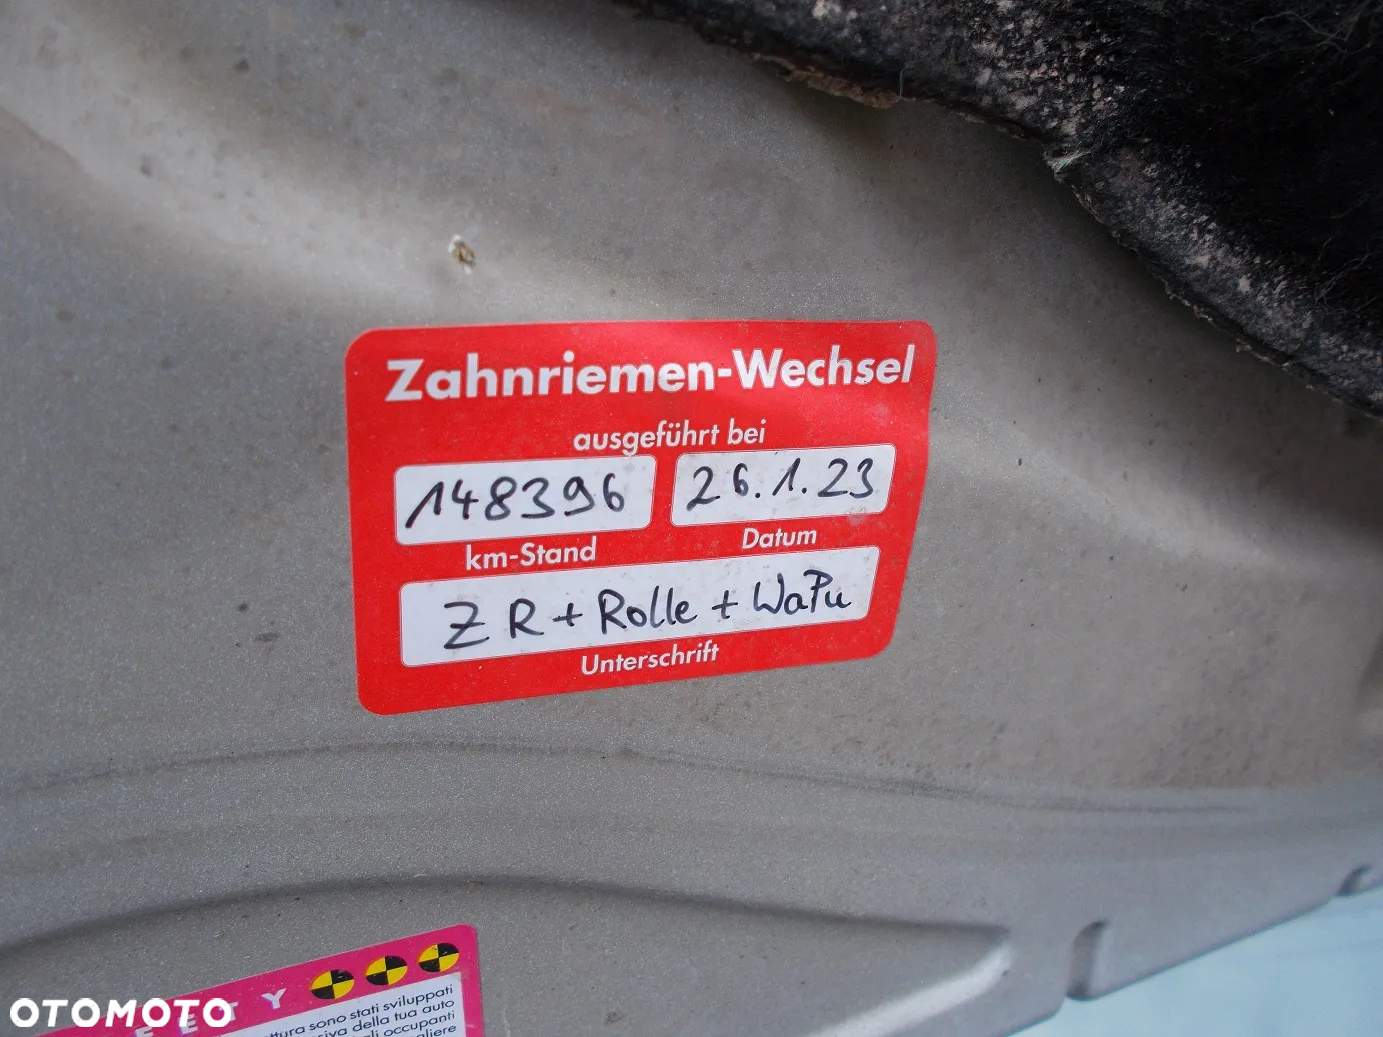 Zahnriemen-Wechsel
ausgeführt bei
148396 26.1.23
km-Stand Datum
ZR + Rolle + WaPu
Unterschrift
OTOMOTO
FETY
sono stati sviluppati
della tua auto
occupanti